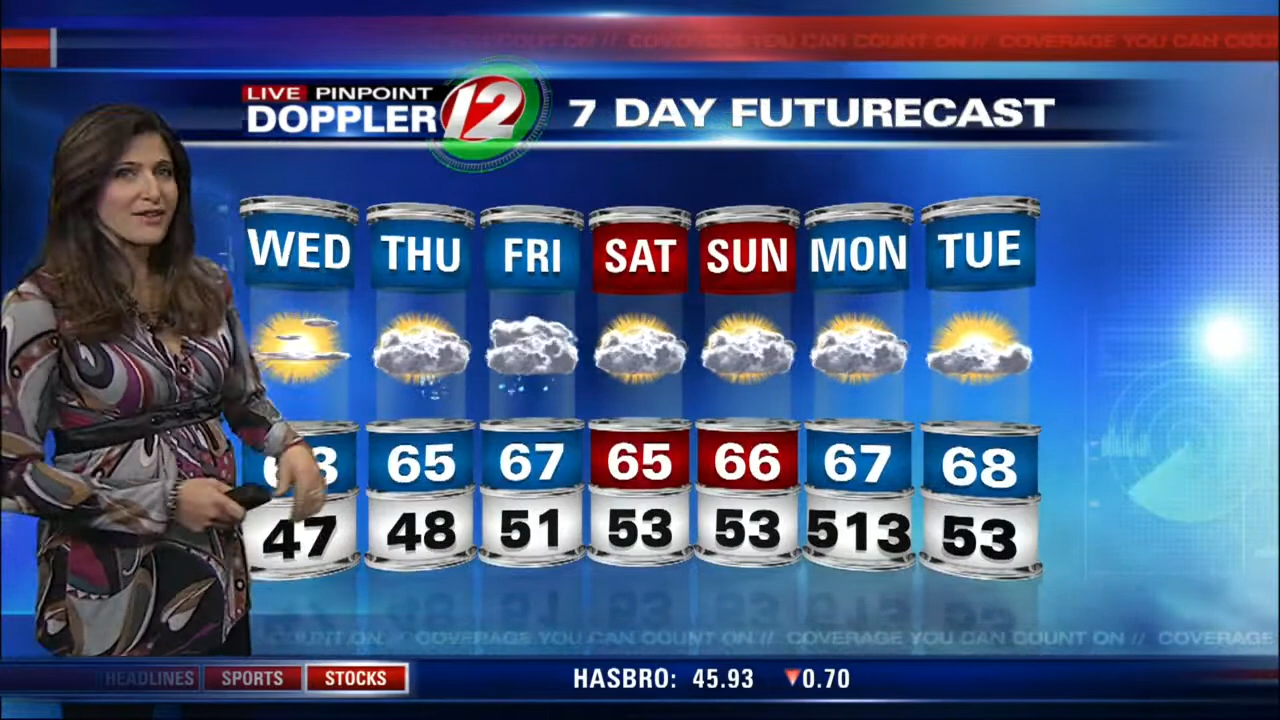 COUNT ON // COVERAGE YOU CAN COUNT ON // COVERAGE YOU CAN COU
LIVE PINPOINT
DOPPLER 12
7 DAY FUTURECAST
WED THU FRI SAT SUN MON TUE
65 67 65 66 67 68
47 48 51 53 53 513 53
COUNT ON // COVERAGE YOU CAN COUNT ON // COVERAGE YOU CAN COUNT ON // COVERAGE
HEADLINES SPORTS STOCKS HASBRO: 45.93 ▼0.70